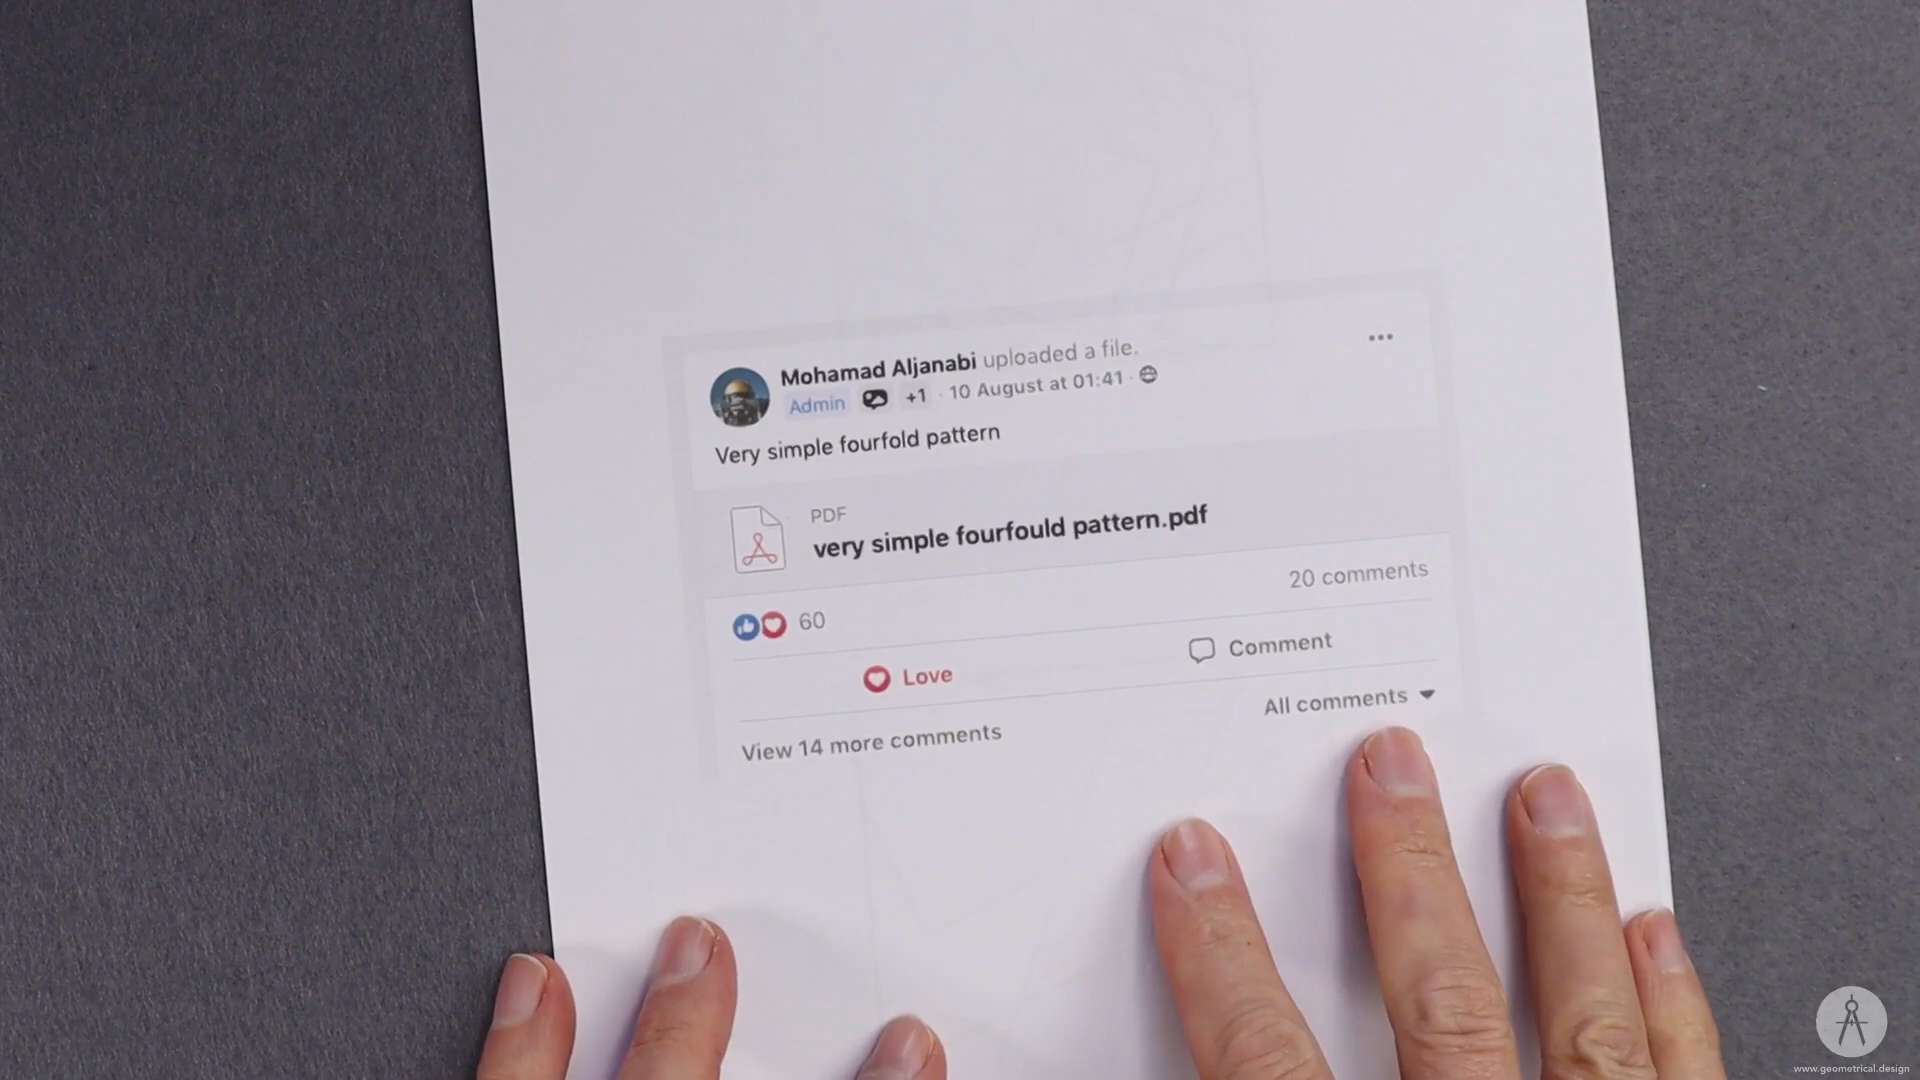 Mohamad Aljanabi uploaded a file.
Admin +1 · 10 August at 01:41 ·
Very simple fourfold pattern
PDF
very simple fourfould pattern.pdf
60
20 comments
Love
Comment
All comments
View 14 more comments
www.geometrical.design